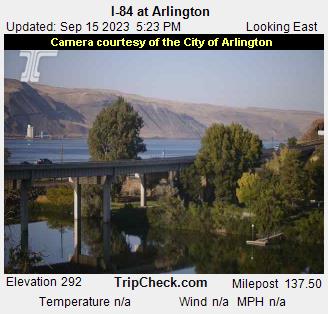 I-84 at Arlington
Updated: Sep 15 2023 5:23 PM Looking East
Camera courtesy of the City of Arlington
Elevation 292 TripCheck.com Milepost 137.50
Temperature n/a Wind n/a MPH n/a